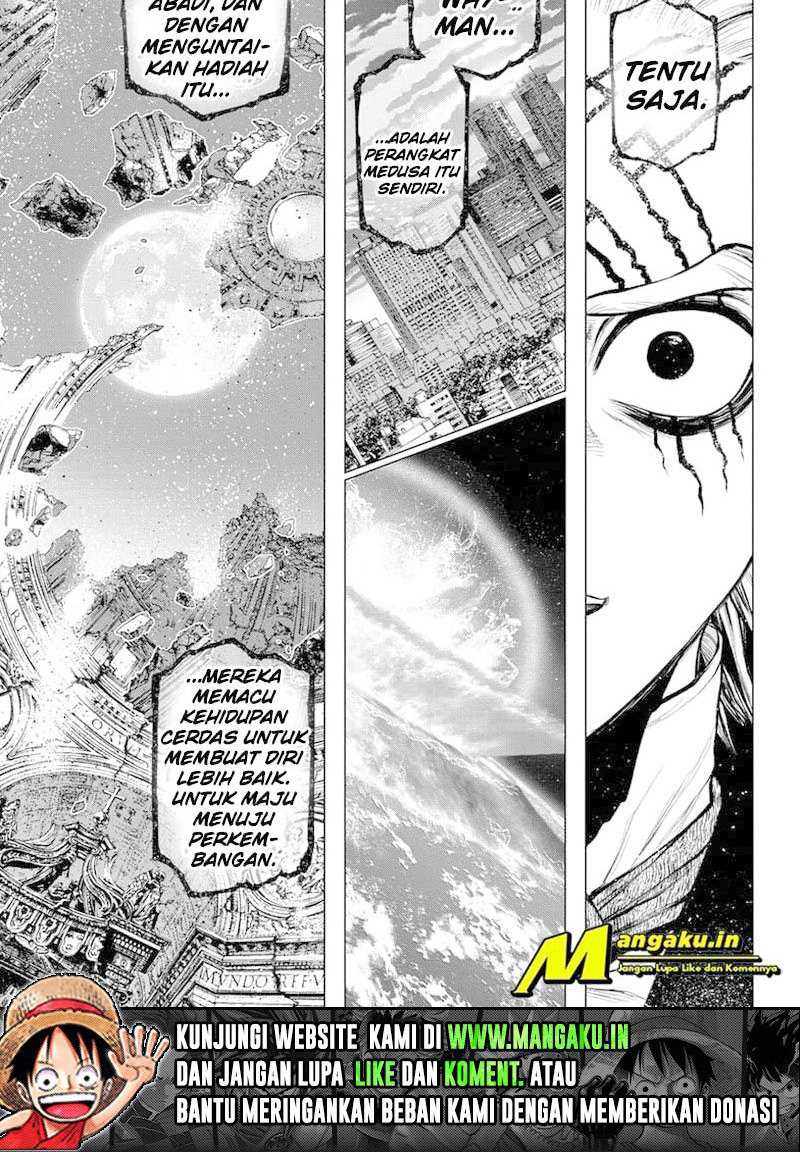 TENTU
SAJA.
WHY-
MAN...
...ADALAH
PERANGKAT
MEDUSA ITU
SENDIRI.
ABADI, DAN
DENGAN
MENGUNTAI-
KAN HADIAH
ITU...
...MEREKA
MEMACU
KEHIDUPAN
CERDAS UNTUK
MEMBUAT DIRI
LEBIH BAIK.
UNTUK MAJU
MENUJU
PERKEM-
BANGAN.
MVNDO
Mangaku.in
Jangan Lupa Like dan Komennya
KUNJUNGI WEBSITE KAMI DI WWW.MANGAKU.IN
DAN JANGAN LUPA LIKE DAN KOMENT. ATAU
BANTU MERINGANKAN BEBAN KAMI DENGAN MEMBERIKAN DONASI